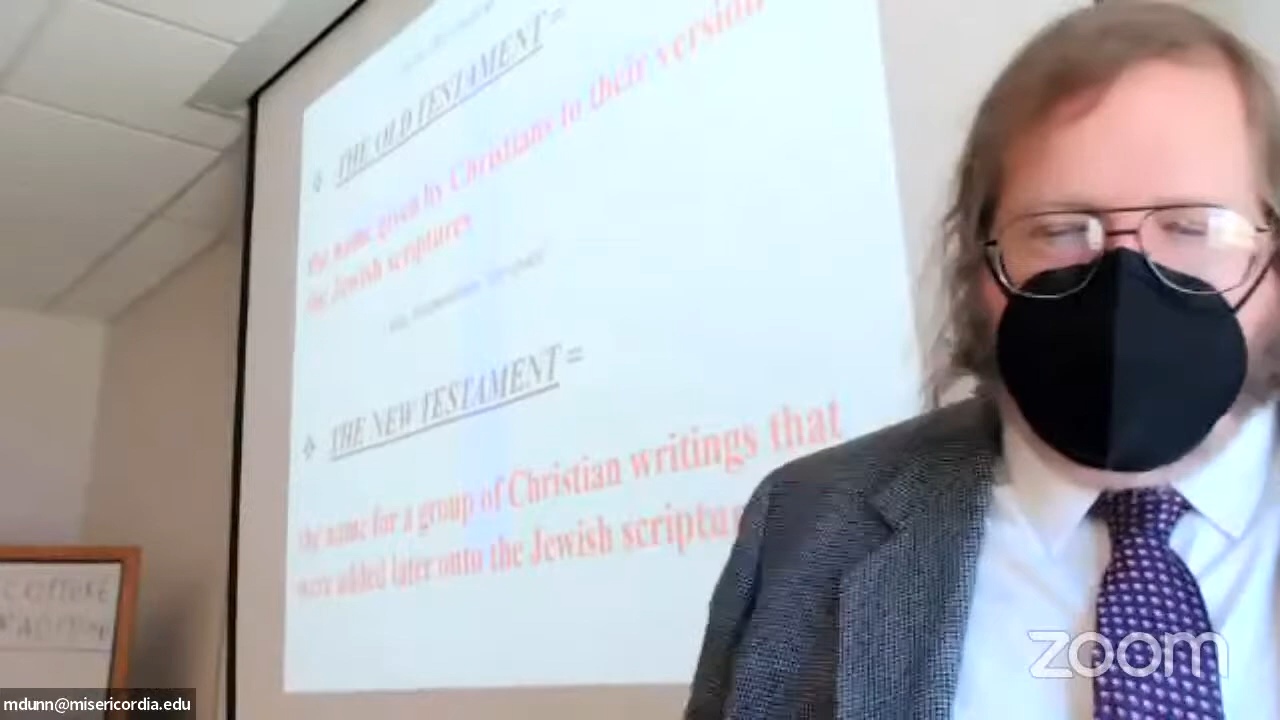 THE OLD TESTAMENT =
the name given by Christians to their version
the Jewish scriptures
THE NEW TESTAMENT =
the name for a group of Christian writings that
were added later onto the Jewish
zoom
mdunn@misericordia.edu